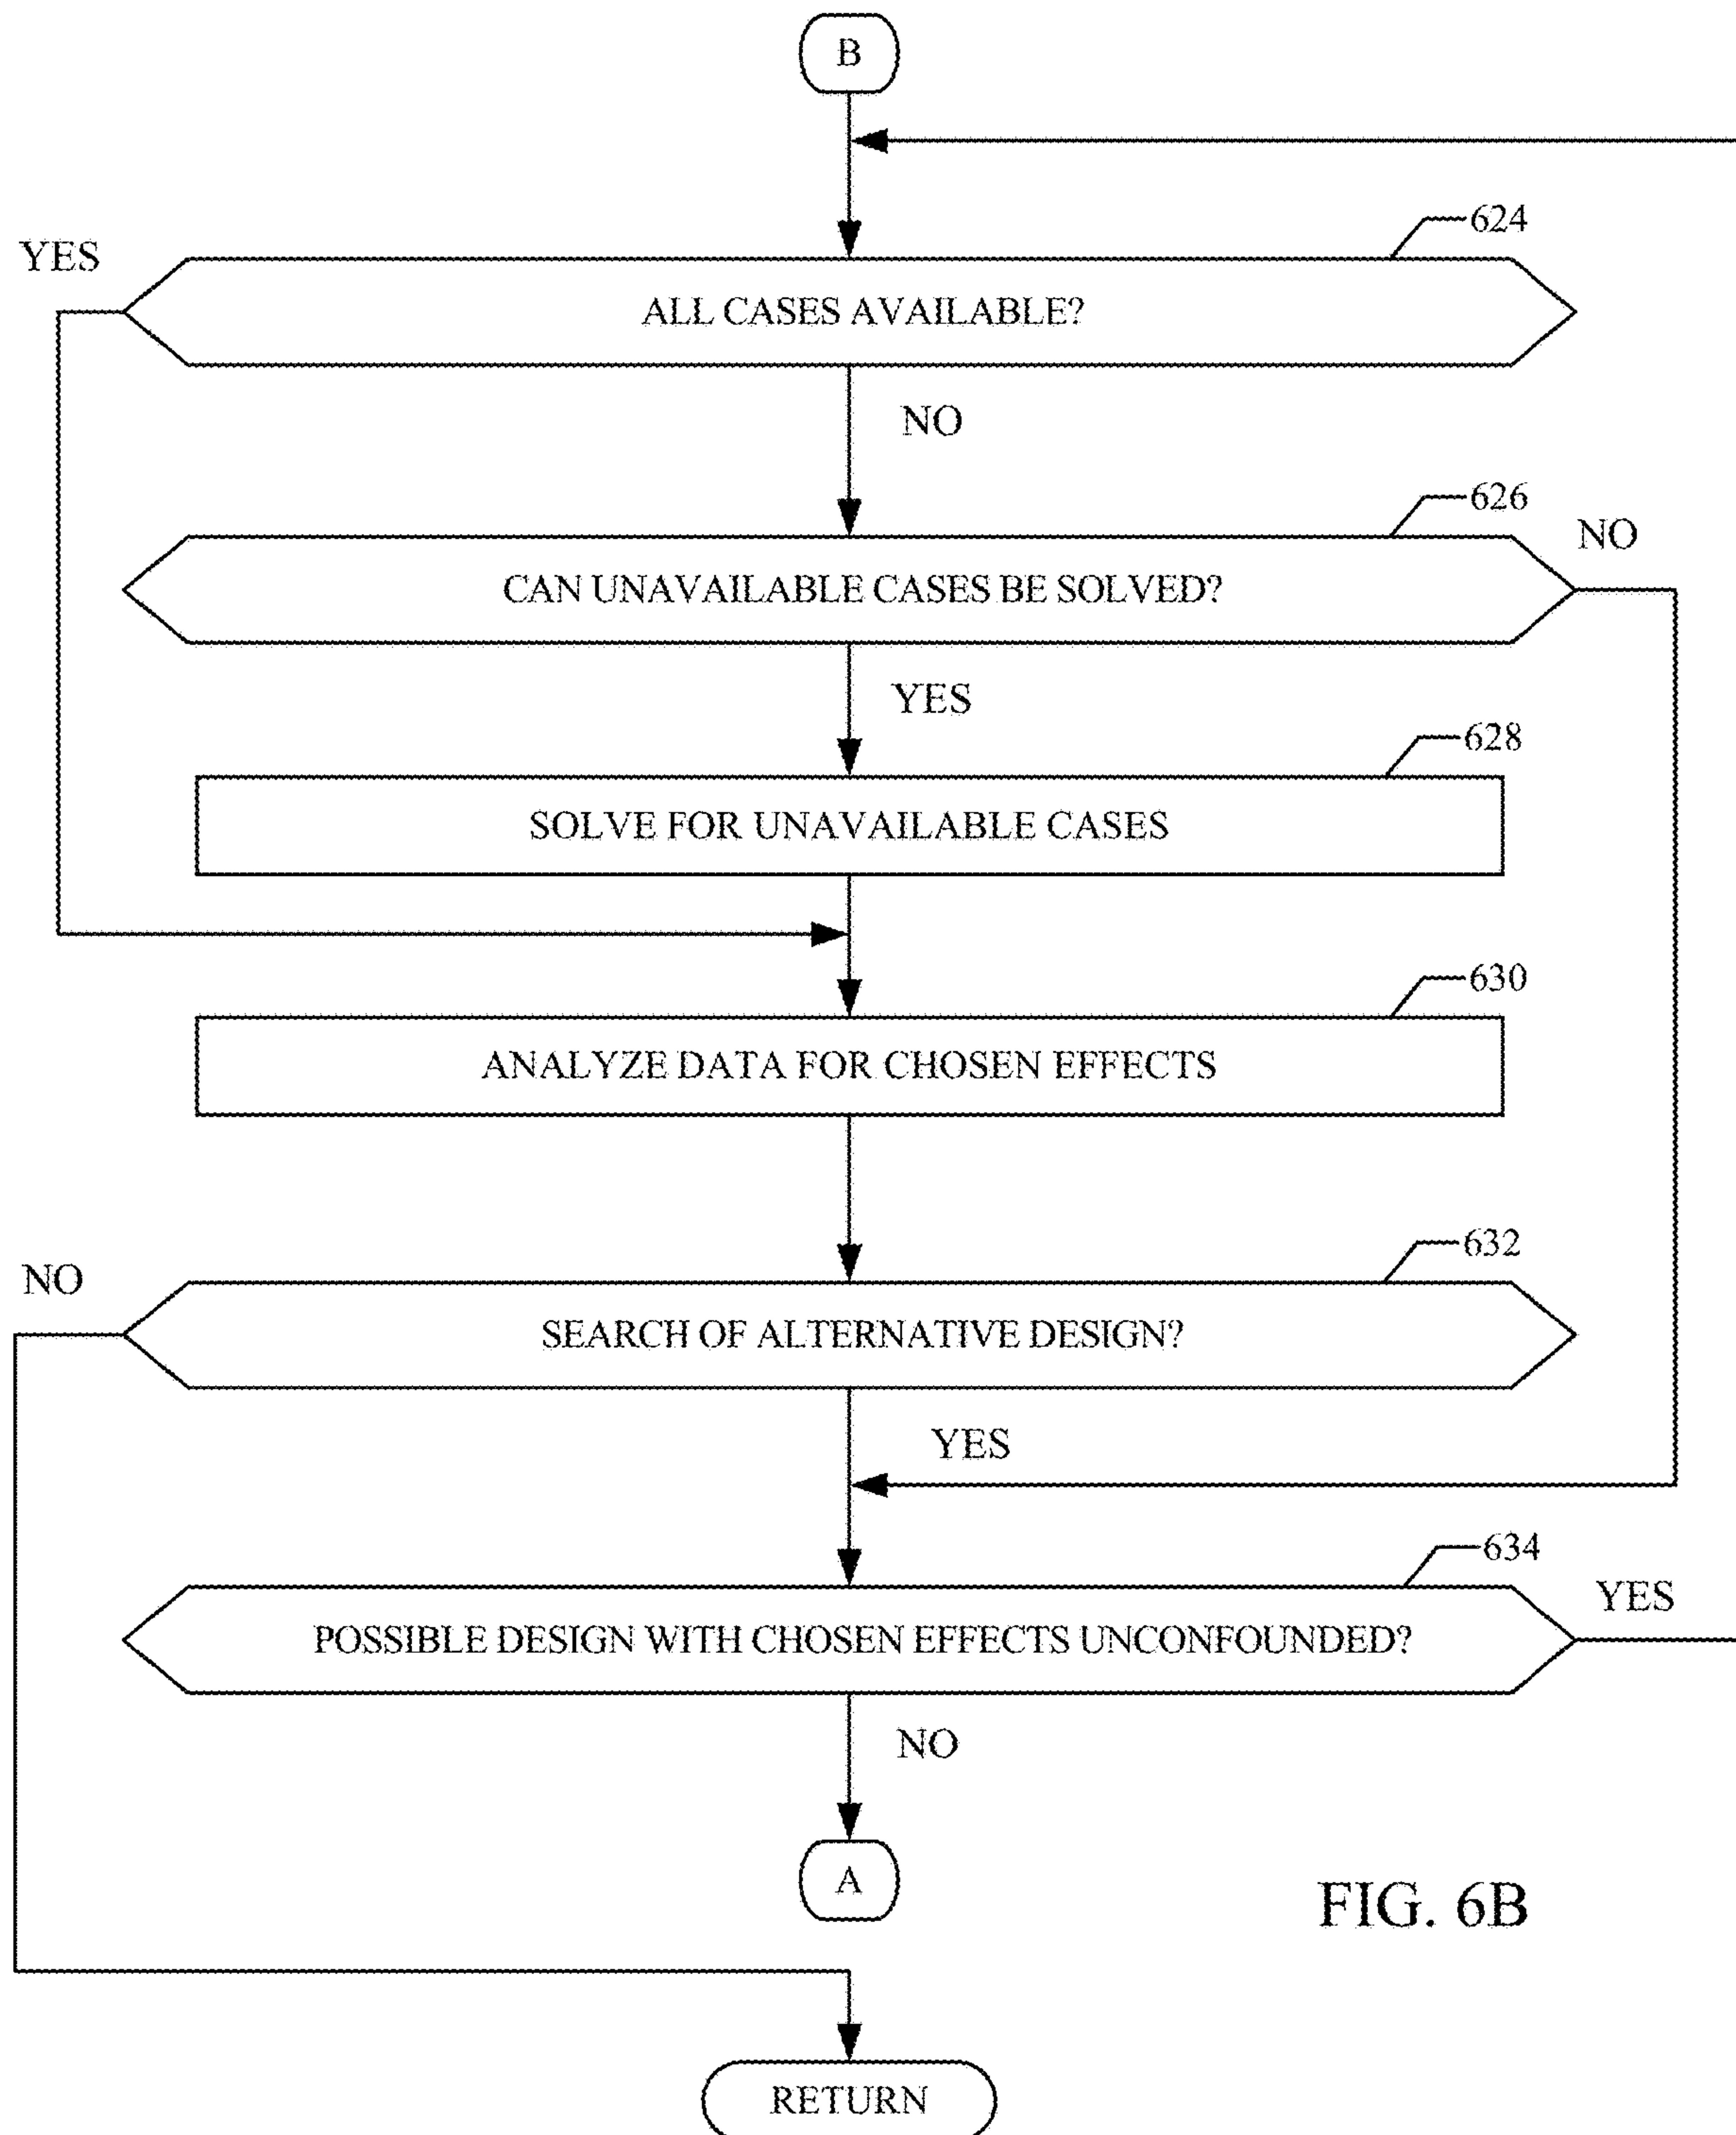 B
624
YES
ALL CASES AVAILABLE?
NO
626
NO
CAN UNAVAILABLE CASES BE SOLVED?
YES
628
SOLVE FOR UNAVAILABLE CASES
630
ANALYZE DATA FOR CHOSEN EFFECTS
632
NO
SEARCH OF ALTERNATIVE DESIGN?
YES
634
YES
POSSIBLE DESIGN WITH CHOSEN EFFECTS UNCONFOUNDED?
NO
A
FIG. 6B
RETURN